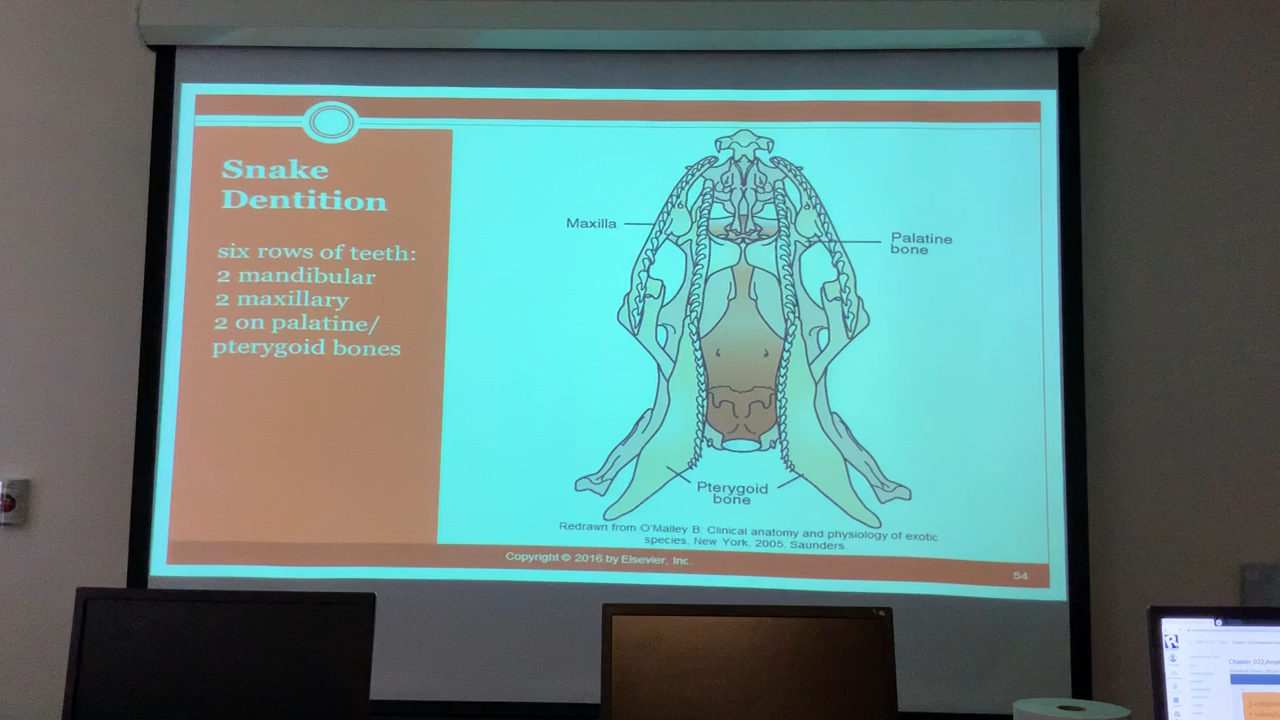 Snake
Dentition
six rows of teeth:
2 mandibular
2 maxillary
2 on palatine/
pterygoid bones
Maxilla
Palatine
bone
Pterygoid
bone
Redrawn from O'Malley B: Clinical anatomy and physiology of exotic
species, New York, 2005, Saunders
Copyright © 2016 by Elsevier, Inc.
54